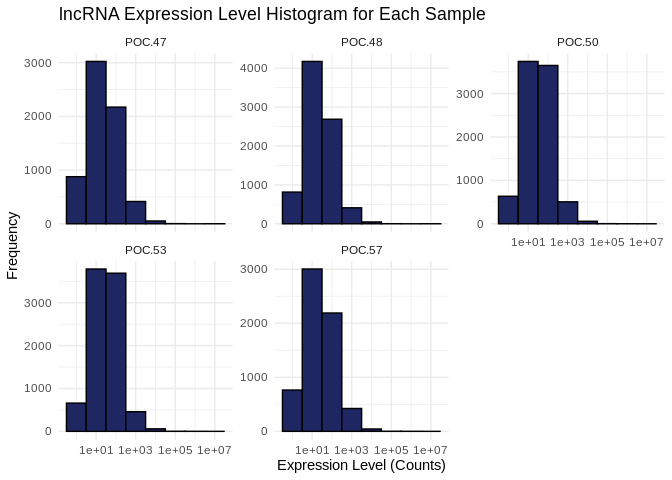 lncRNA Expression Level Histogram for Each Sample
POC.47
POC.48
POC.50
3000
2000
1000
0
4000
3000
2000
1000
0
3000
2000
1000
0
1e+01 1e+03 1e+05 1e+07
Frequency
POC.53
POC.57
3000
2000
1000
0
3000
2000
1000
0
1e+01 1e+03 1e+05 1e+07
1e+01 1e+03 1e+05 1e+07
Expression Level (Counts)